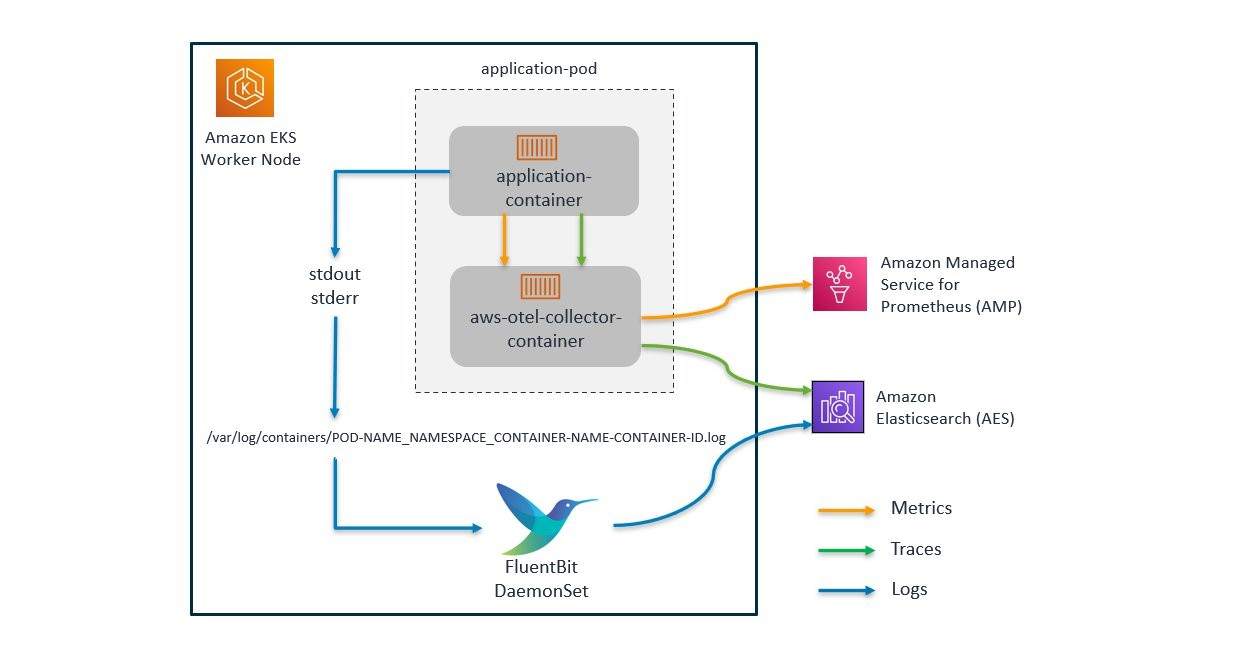 application-pod
Amazon EKS
Worker Node
application-
container
stdout
stderr
aws-otel-collector-
container
Amazon Managed
Service for
Prometheus (AMP)
Amazon
Elasticsearch (AES)
/var/log/containers/POD-NAME_NAMESPACE_CONTAINER-NAME-CONTAINER-ID.log
FluentBit
DaemonSet
Metrics
Traces
Logs